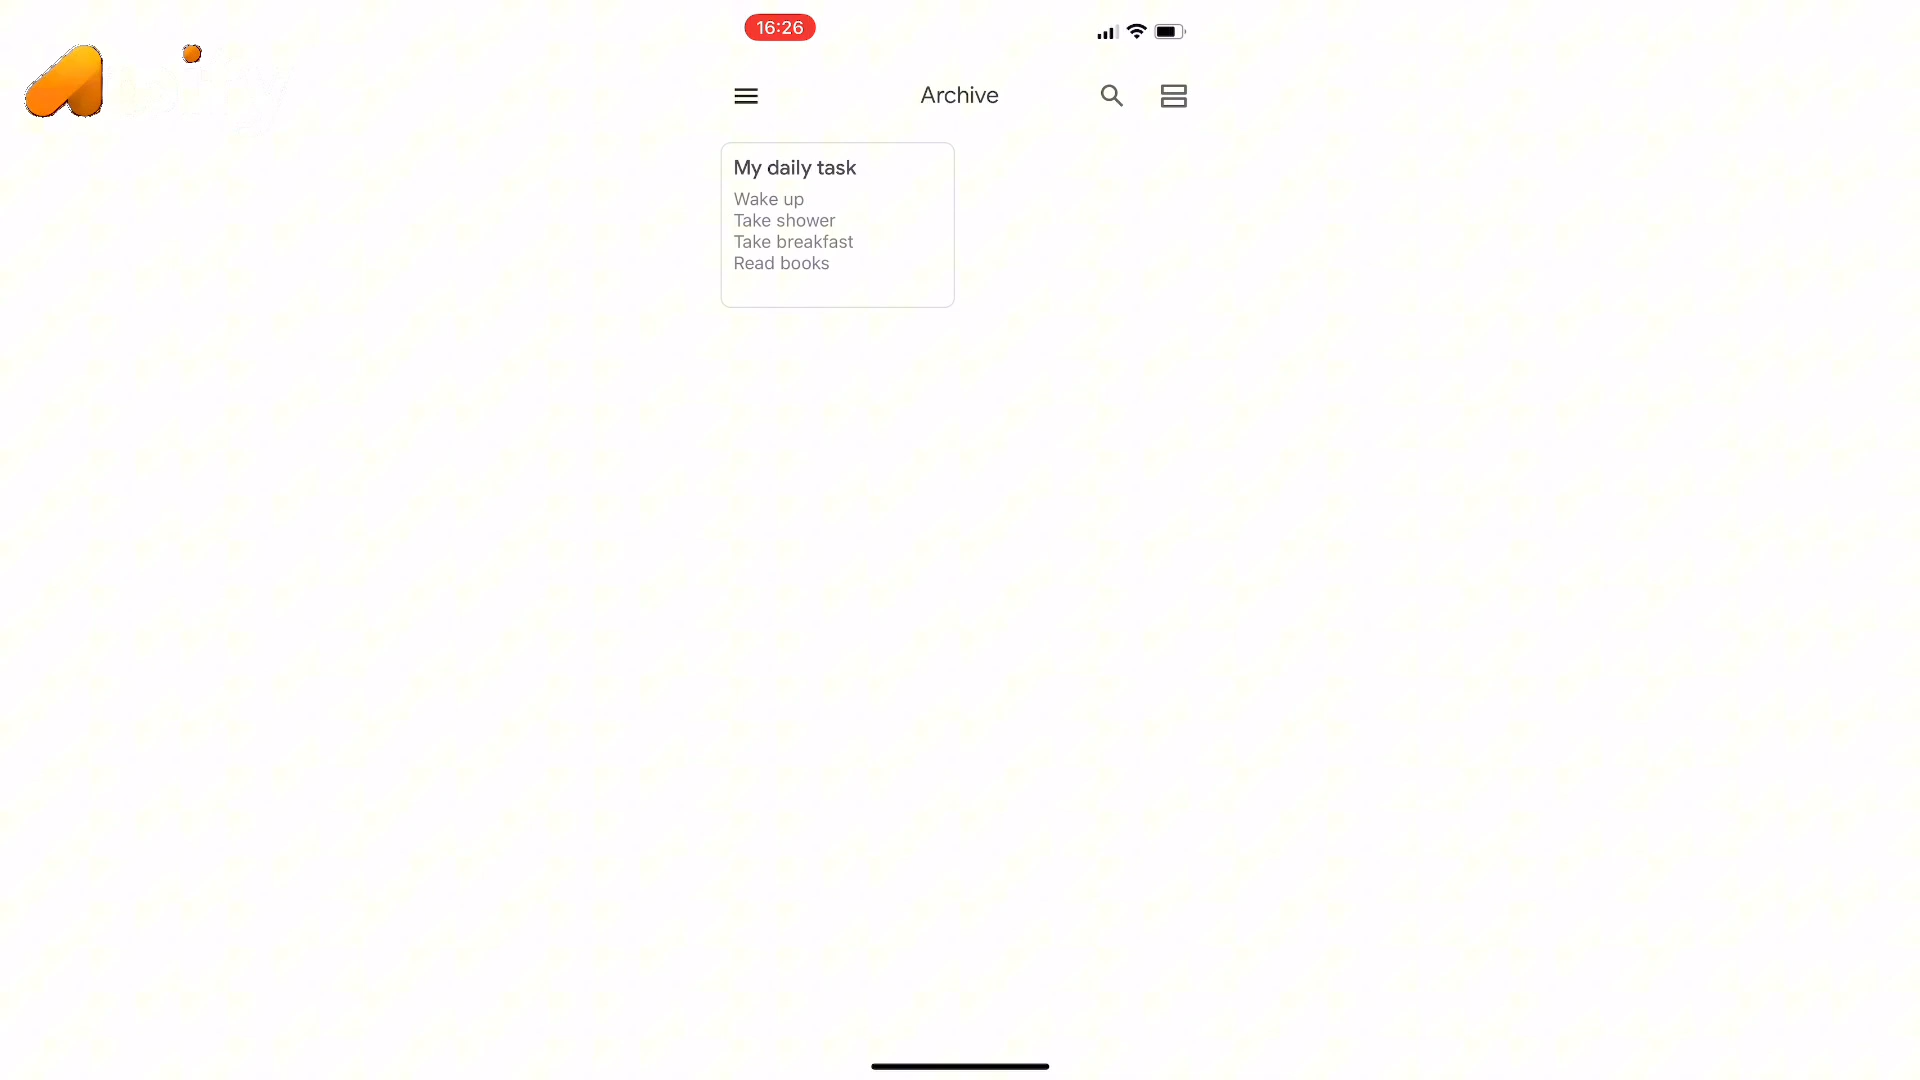 16:26
Archive
My daily task
Wake up
Take shower
Take breakfast
Read books